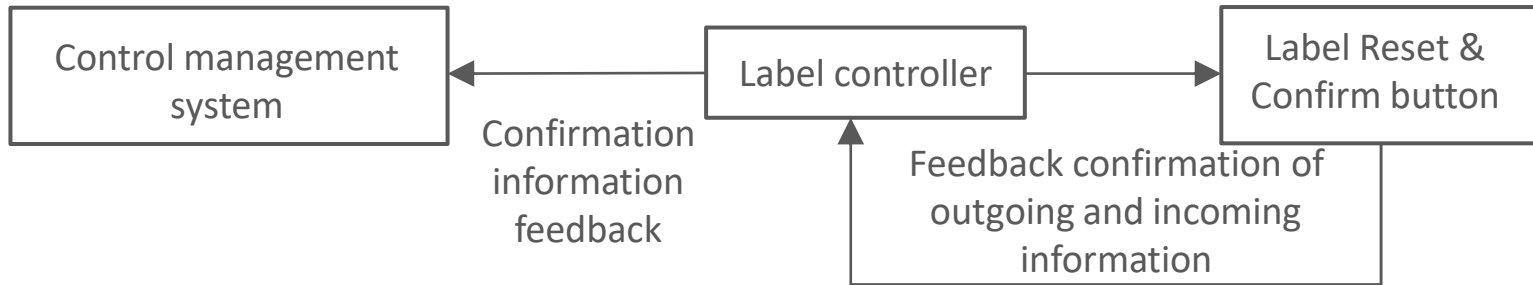 Control management
system
Confirmation
information
feedback
Label controller
Feedback confirmation of
outgoing and incoming
information
Label Reset &
Confirm button